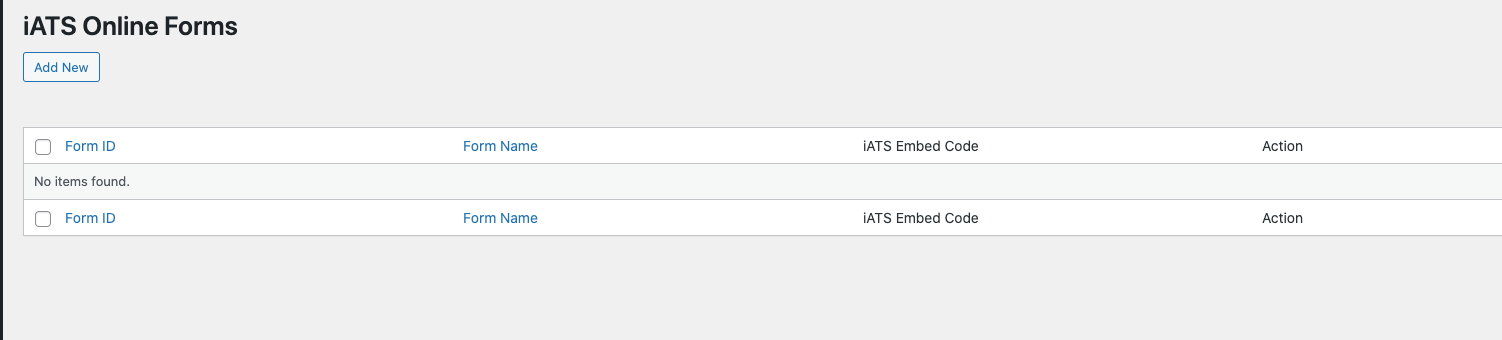 iATS Online Forms
Add New
Form ID Form Name iATS Embed Code Action
No items found.
Form ID Form Name iATS Embed Code Action